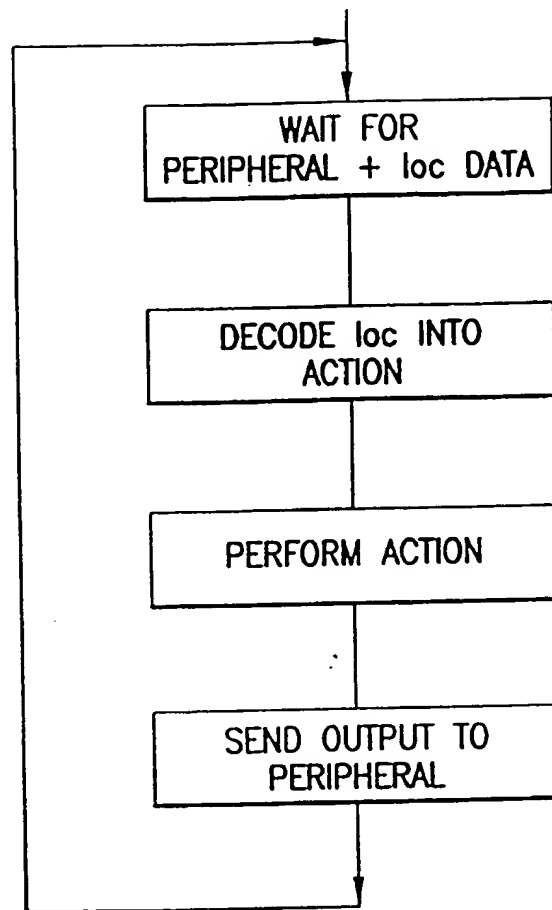 WAIT FOR
PERIPHERAL + loc DATA
DECODE loc INTO
ACTION
PERFORM ACTION
SEND OUTPUT TO
PERIPHERAL